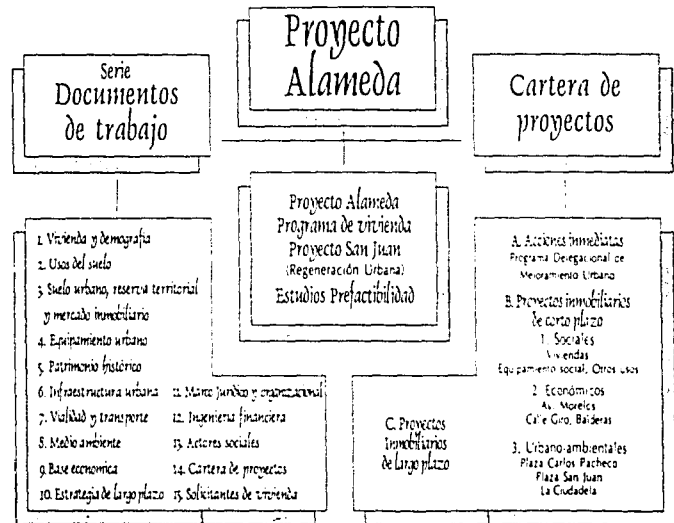 Proyecto
Alameda
Serie
Documentos
de trabajo
Cartera de
proyectos
Proyecto Alameda
Programa de vivienda
Proyecto San Juan
(Regeneración Urbana)
Estudios Prefactibilidad
1. Vivienda y demografía
2. Usos del suelo
3. Suelo urbano, reserva territorial
y mercado inmobiliario
4. Equipamiento urbano
5. Patrimonio histórico
6. Infraestructura urbana
7. Vialidad y transporte
8. Medio ambiente
9. Base economica
10. Estrategia de largo plazo
11. Marco Jurídico y organizacional
12. Ingenieria financiera
13. Actores sociales
14. Cartera de proyectos
15. Solicitantes de vivienda
A. Acciones inmediatas
Programa Delegacional de
Mejoramiento Urbano
B. Proyectos inmobiliarios
de corto plazo
1. Sociales
Viviendas
Equipamiento social, Otros usos
2. Económicos
Av. Morelos
Calle Giro, Balderas
3. Urbano-ambientales
Plaza Carlos Pacheco
Plaza San Juan
La Ciudadela
C. Proyectos
Inmobiliarios
de largo plazo